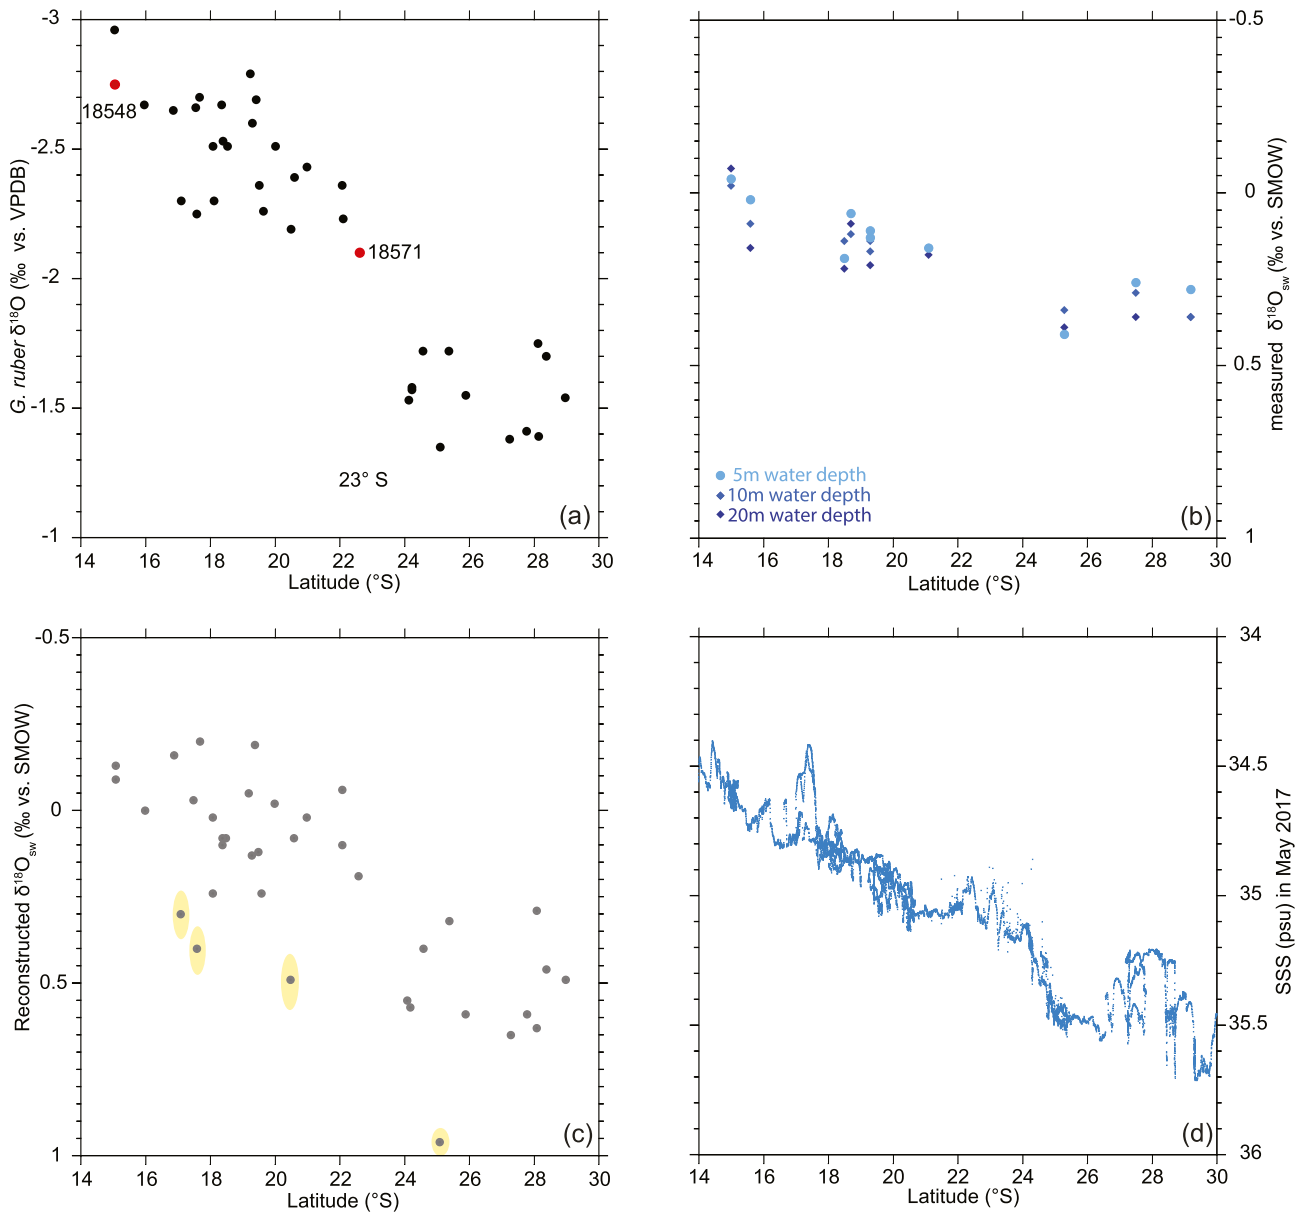 -3
-2.5
-2
-1.5
-1
G. ruber δ¹⁸O (‰ vs. VPDB)
18548
18571
23° S
(a)
14 16 18 20 22 24 26 28 30
Latitude (°S)
-0.5
0
0.5
1
measured δ¹⁸Osw (‰ vs. SMOW)
5m water depth
10m water depth
20m water depth
(b)
14 16 18 20 22 24 26 28 30
Latitude (°S)
-0.5
0
0.5
1
Reconstructed δ¹⁸Osw (‰ vs. SMOW)
(c)
14 16 18 20 22 24 26 28 30
Latitude (°S)
34
34.5
35
35.5
36
SSS (psu) in May 2017
(d)
14 16 18 20 22 24 26 28 30
Latitude (°S)